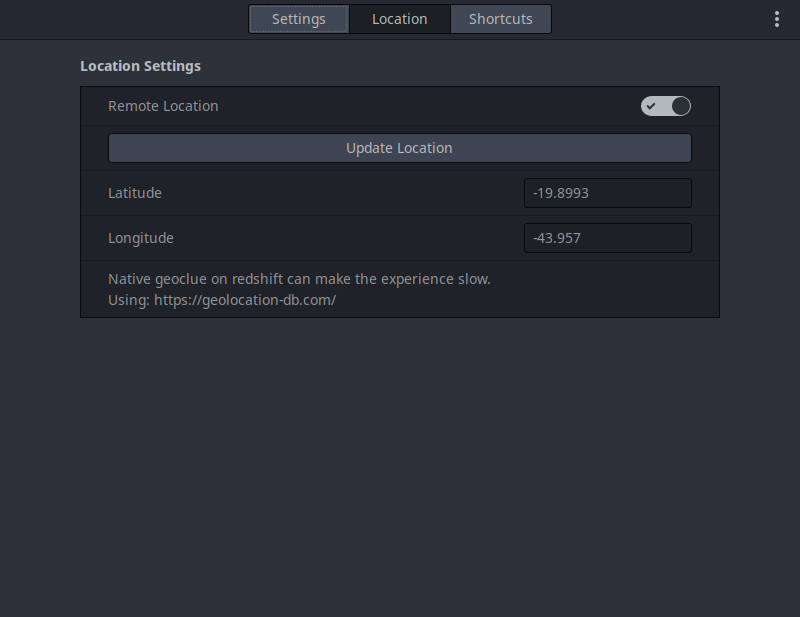 Settings Location Shortcuts
Location Settings
Remote Location
Update Location
Latitude -19.8993
Longitude -43.957
Native geoclue on redshift can make the experience slow.
Using: https://geolocation-db.com/